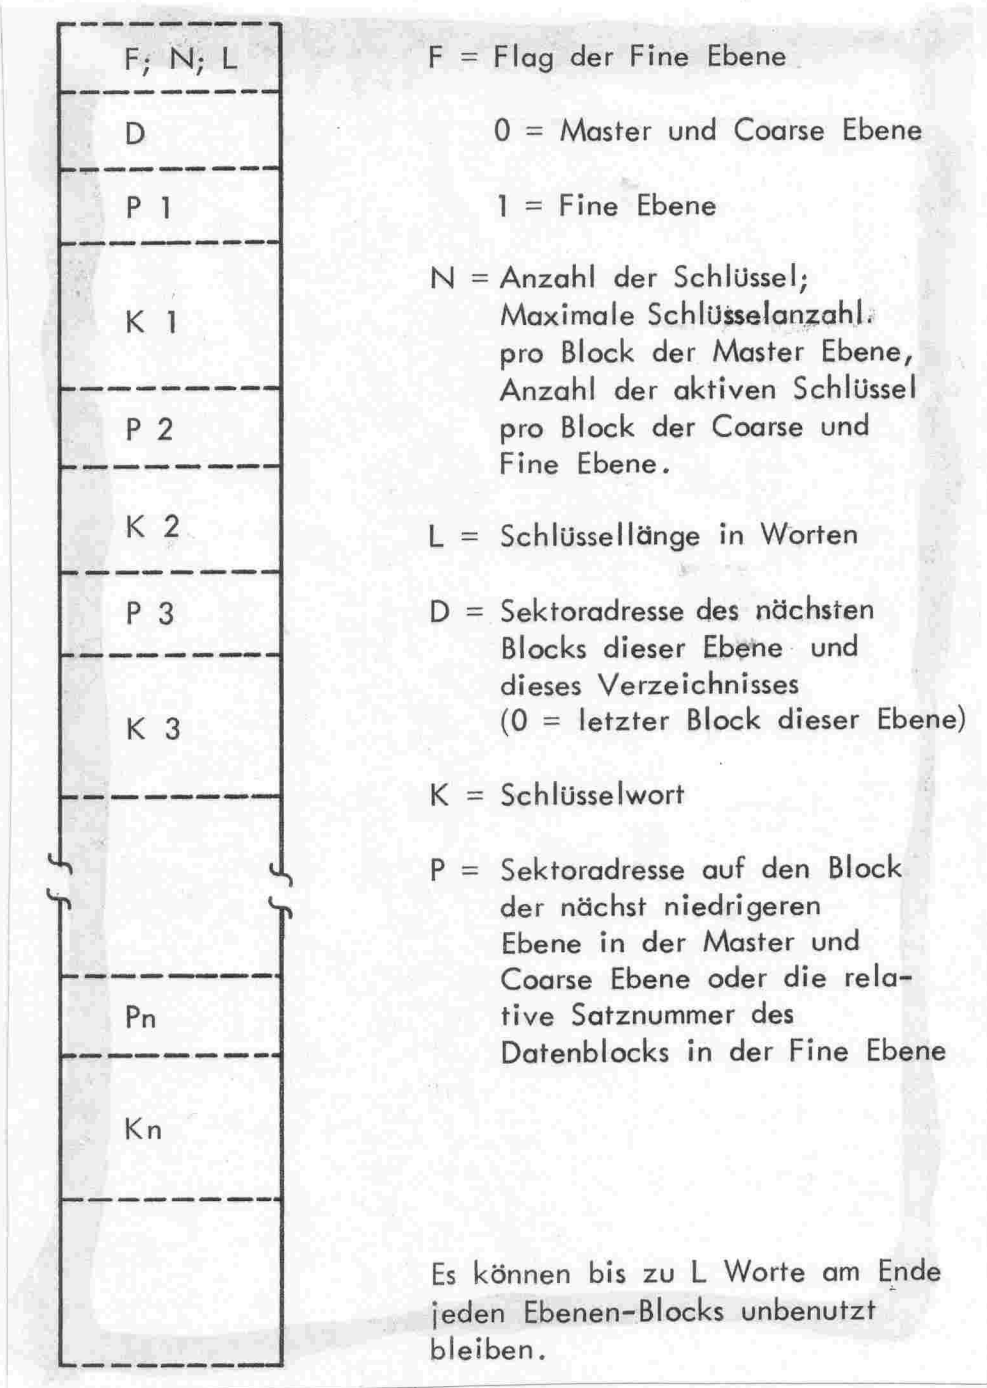 F; N; L
D
P 1
K 1
P 2
K 2
P 3
K 3
Pn
Kn
F = Flag der Fine Ebene
0 = Master und Coarse Ebene
1 = Fine Ebene
N = Anzahl der Schlüssel;
Maximale Schlüsselanzahl.
pro Block der Master Ebene,
Anzahl der aktiven Schlüssel
pro Block der Coarse und
Fine Ebene.
L = Schlüssellänge in Worten
D = Sektoradresse des nächsten
Blocks dieser Ebene und
dieses Verzeichnisses
(0 = letzter Block dieser Ebene)
K = Schlüsselwort
P = Sektoradresse auf den Block
der nächst niedrigeren
Ebene in der Master und
Coarse Ebene oder die rela-
tive Satznummer des
Datenblocks in der Fine Ebene
Es können bis zu L Worte am Ende
jeden Ebenen-Blocks unbenutzt
bleiben.